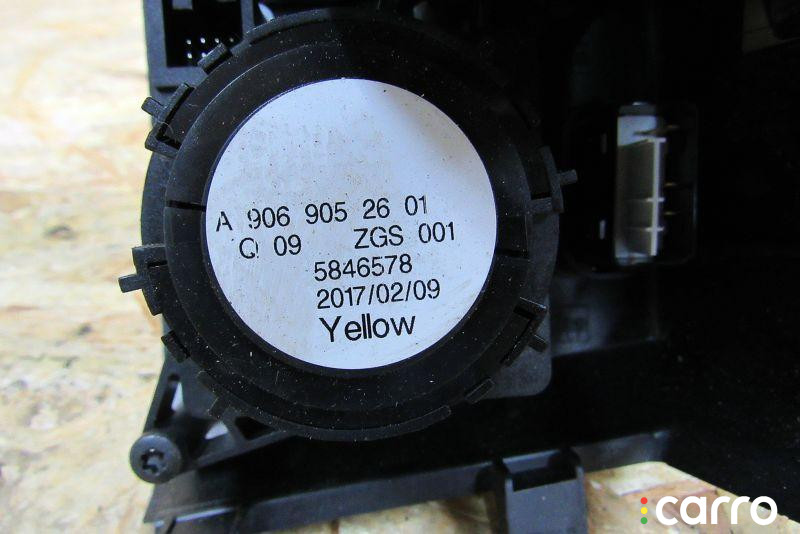 A 906 905 26 01
Q 09 ZGS 001
5846578
2017/02/09
Yellow
carro